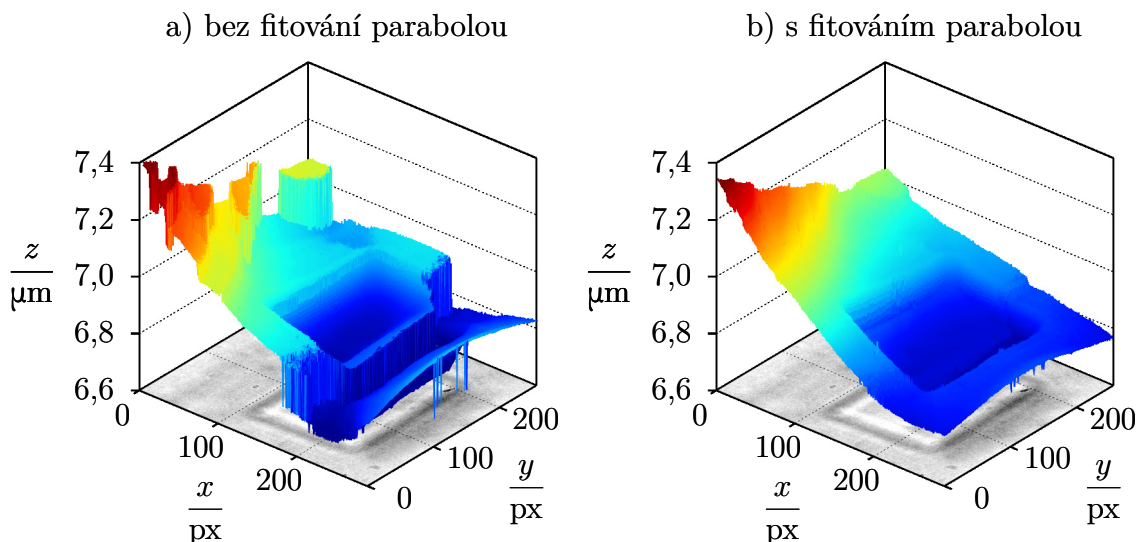 a) bez fitování parabolou
b) s fitováním parabolou
7,4
7,2
7,0
6,8
6,6
z
µm
0
100
200
x
px
0
100
200
y
px
7,4
7,2
7,0
6,8
6,6
z
µm
0
100
200
x
px
0
100
200
y
px